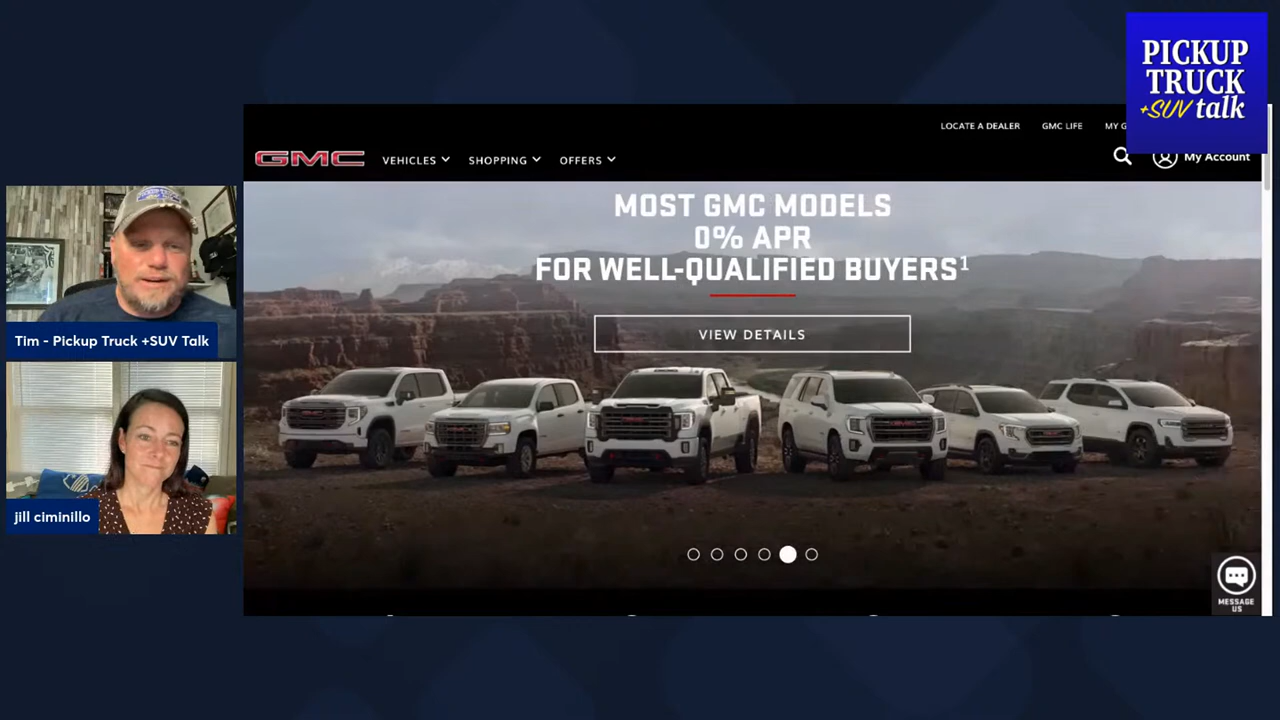 PICKUP
TRUCK
+SUV talk
LOCATE A DEALER GMC LIFE MY G
GMC VEHICLES SHOPPING OFFERS My Account
MOST GMC MODELS
0% APR
FOR WELL-QUALIFIED BUYERS¹
VIEW DETAILS
Tim - Pickup Truck +SUV Talk
jill ciminillo
MESSAGE
US